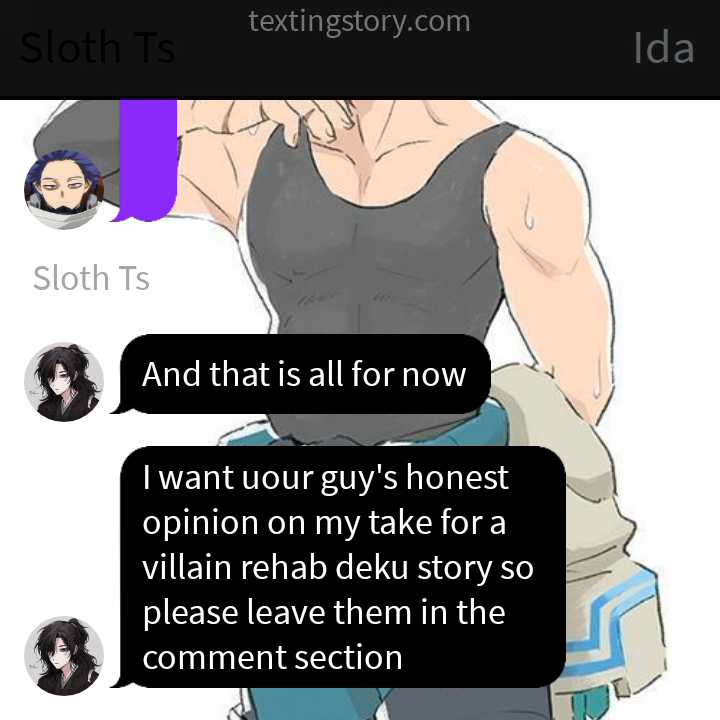 textingstory.com
Sloth Ts
Ida
Sloth Ts
And that is all for now
I want uour guy's honest
opinion on my take for a
villain rehab deku story so
please leave them in the
comment section